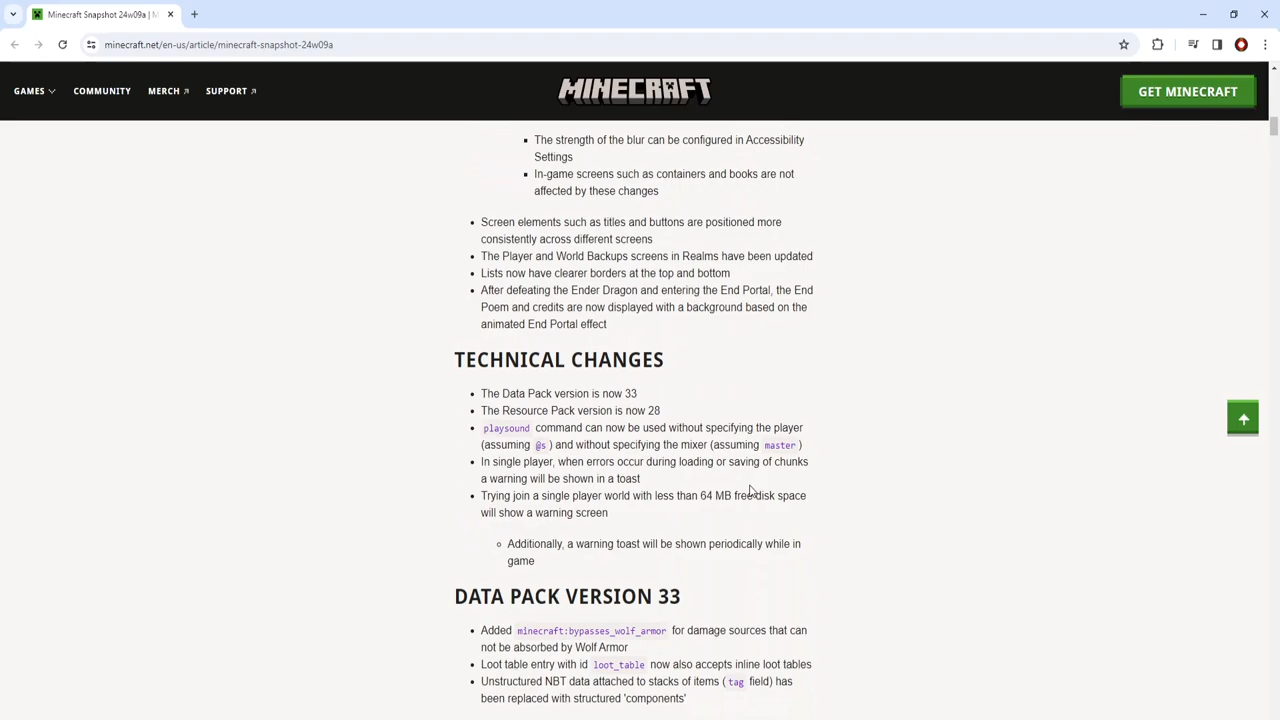 Minecraft Snapshot 24w09a | M
minecraft.net/en-us/article/minecraft-snapshot-24w09a
GAMES
COMMUNITY
MERCH
SUPPORT
MINECRAFT
GET MINECRAFT
The strength of the blur can be configured in Accessibility
Settings
In-game screens such as containers and books are not
affected by these changes
Screen elements such as titles and buttons are positioned more
consistently across different screens
The Player and World Backups screens in Realms have been updated
Lists now have clearer borders at the top and bottom
After defeating the Ender Dragon and entering the End Portal, the End
Poem and credits are now displayed with a background based on the
animated End Portal effect
TECHNICAL CHANGES
The Data Pack version is now 33
The Resource Pack version is now 28
playsound command can now be used without specifying the player
(assuming @s ) and without specifying the mixer (assuming master )
In single player, when errors occur during loading or saving of chunks
a warning will be shown in a toast
Trying join a single player world with less than 64 MB free disk space
will show a warning screen
Additionally, a warning toast will be shown periodically while in
game
DATA PACK VERSION 33
Added minecraft:bypasses_wolf_armor for damage sources that can
not be absorbed by Wolf Armor
Loot table entry with id loot_table now also accepts inline loot tables
Unstructured NBT data attached to stacks of items ( tag field) has
been replaced with structured 'components'